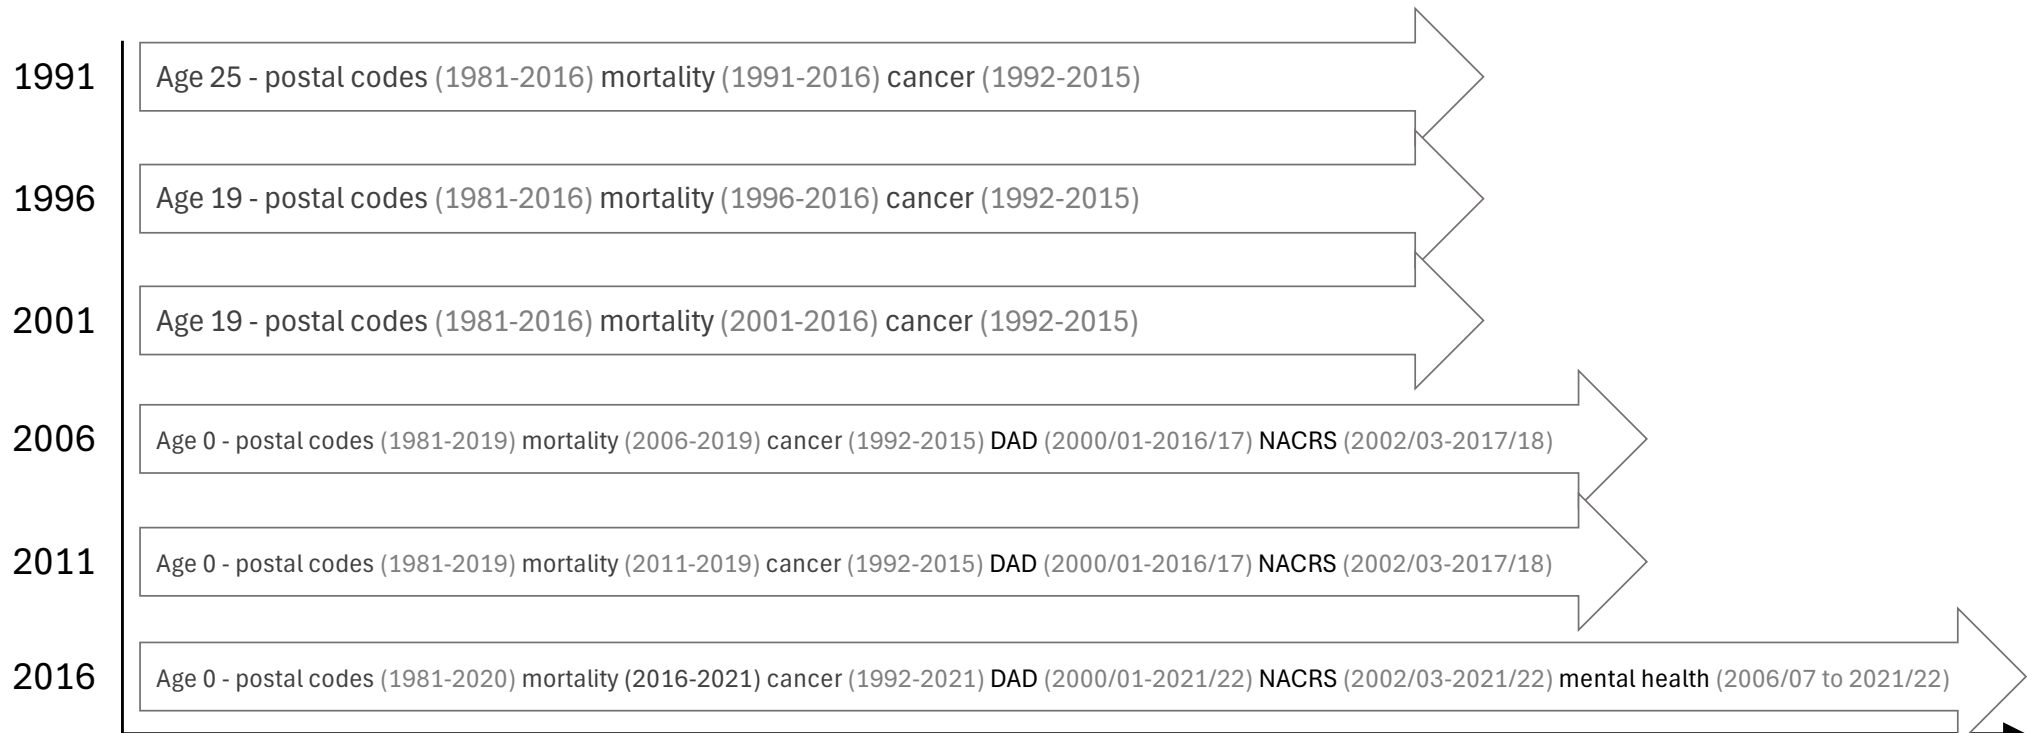 1991
Age 25 - postal codes (1981-2016) mortality (1991-2016) cancer (1992-2015)
1996
Age 19 - postal codes (1981-2016) mortality (1996-2016) cancer (1992-2015)
2001
Age 19 - postal codes (1981-2016) mortality (2001-2016) cancer (1992-2015)
2006
Age 0 - postal codes (1981-2019) mortality (2006-2019) cancer (1992-2015) DAD (2000/01-2016/17) NACRS (2002/03-2017/18)
2011
Age 0 - postal codes (1981-2019) mortality (2011-2019) cancer (1992-2015) DAD (2000/01-2016/17) NACRS (2002/03-2017/18)
2016
Age 0 - postal codes (1981-2020) mortality (2016-2021) cancer (1992-2021) DAD (2000/01-2021/22) NACRS (2002/03-2021/22) mental health (2006/07 to 2021/22)